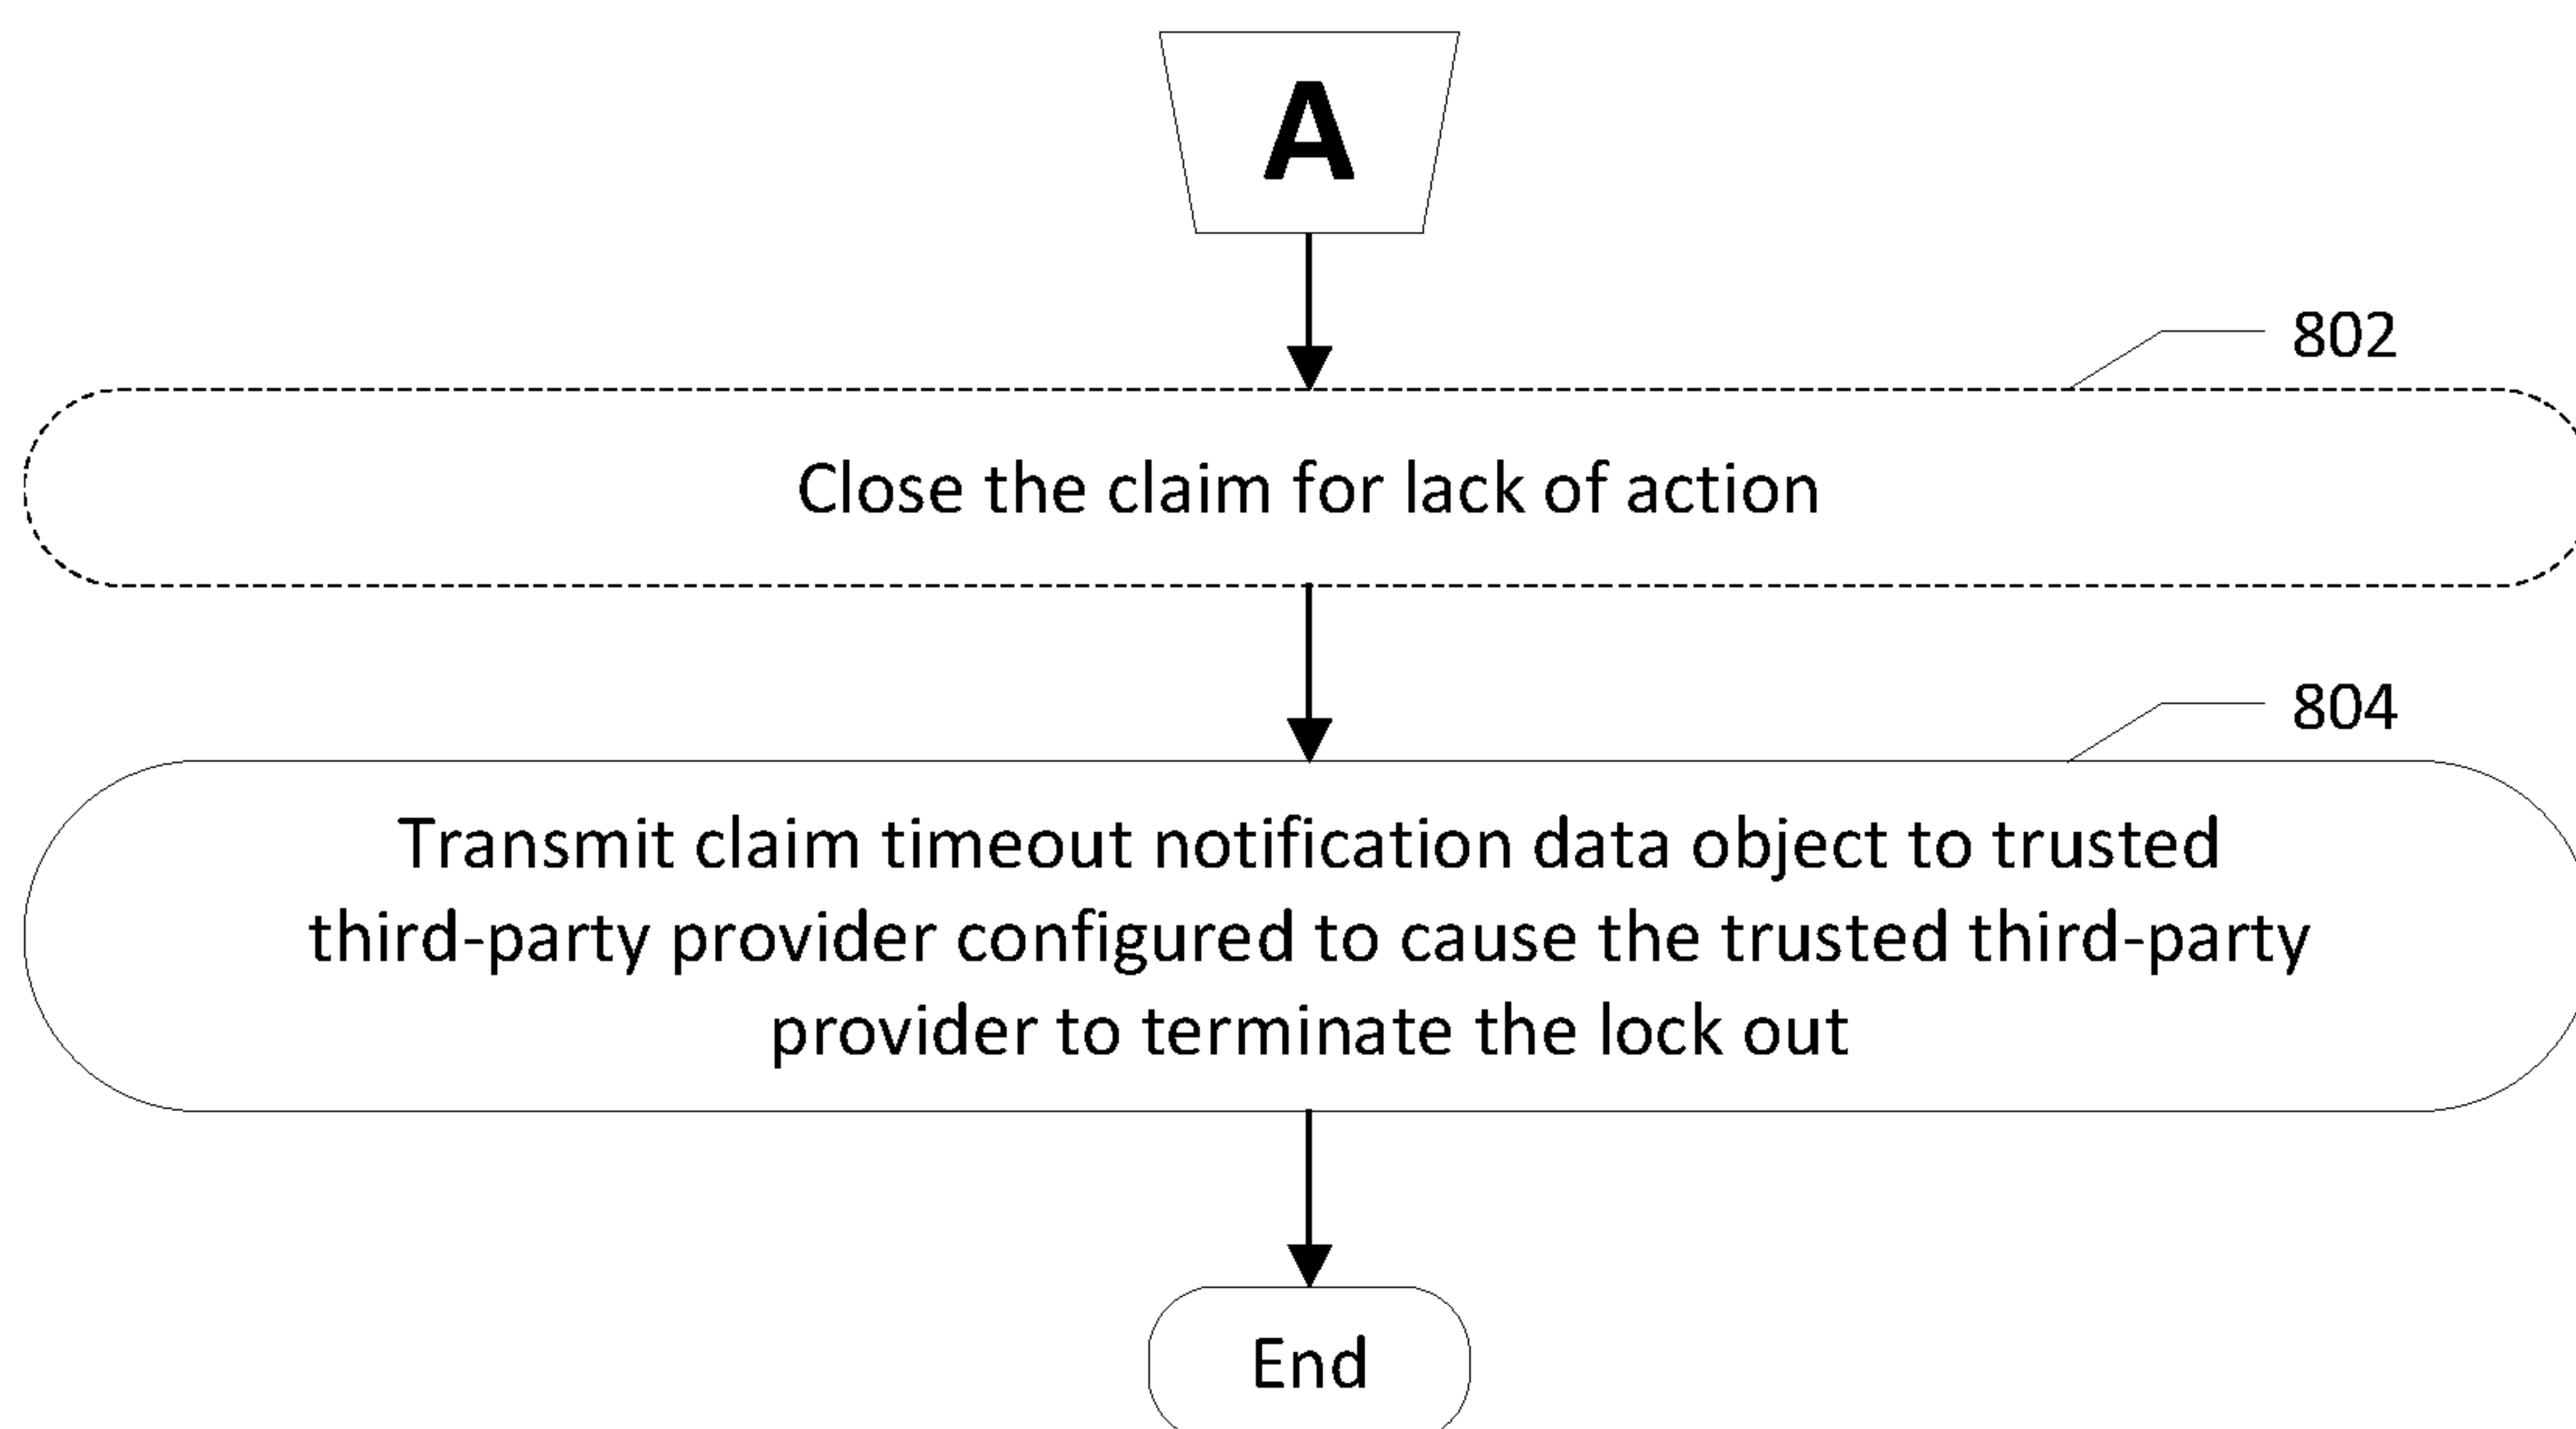 A
802
Close the claim for lack of action
804
Transmit claim timeout notification data object to trusted
third-party provider configured to cause the trusted third-party
provider to terminate the lock out
End